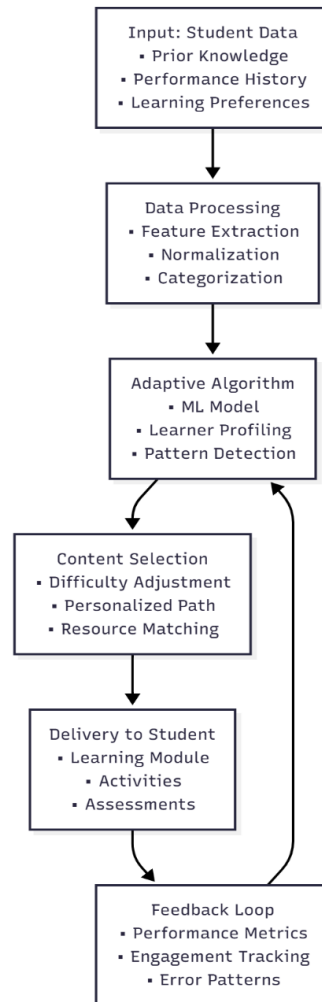 Input: Student Data
▪ Prior Knowledge
▪ Performance History
▪ Learning Preferences
Data Processing
▪ Feature Extraction
▪ Normalization
▪ Categorization
Adaptive Algorithm
▪ ML Model
▪ Learner Profiling
▪ Pattern Detection
Content Selection
▪ Difficulty Adjustment
▪ Personalized Path
▪ Resource Matching
Delivery to Student
▪ Learning Module
▪ Activities
▪ Assessments
Feedback Loop
▪ Performance Metrics
▪ Engagement Tracking
▪ Error Patterns